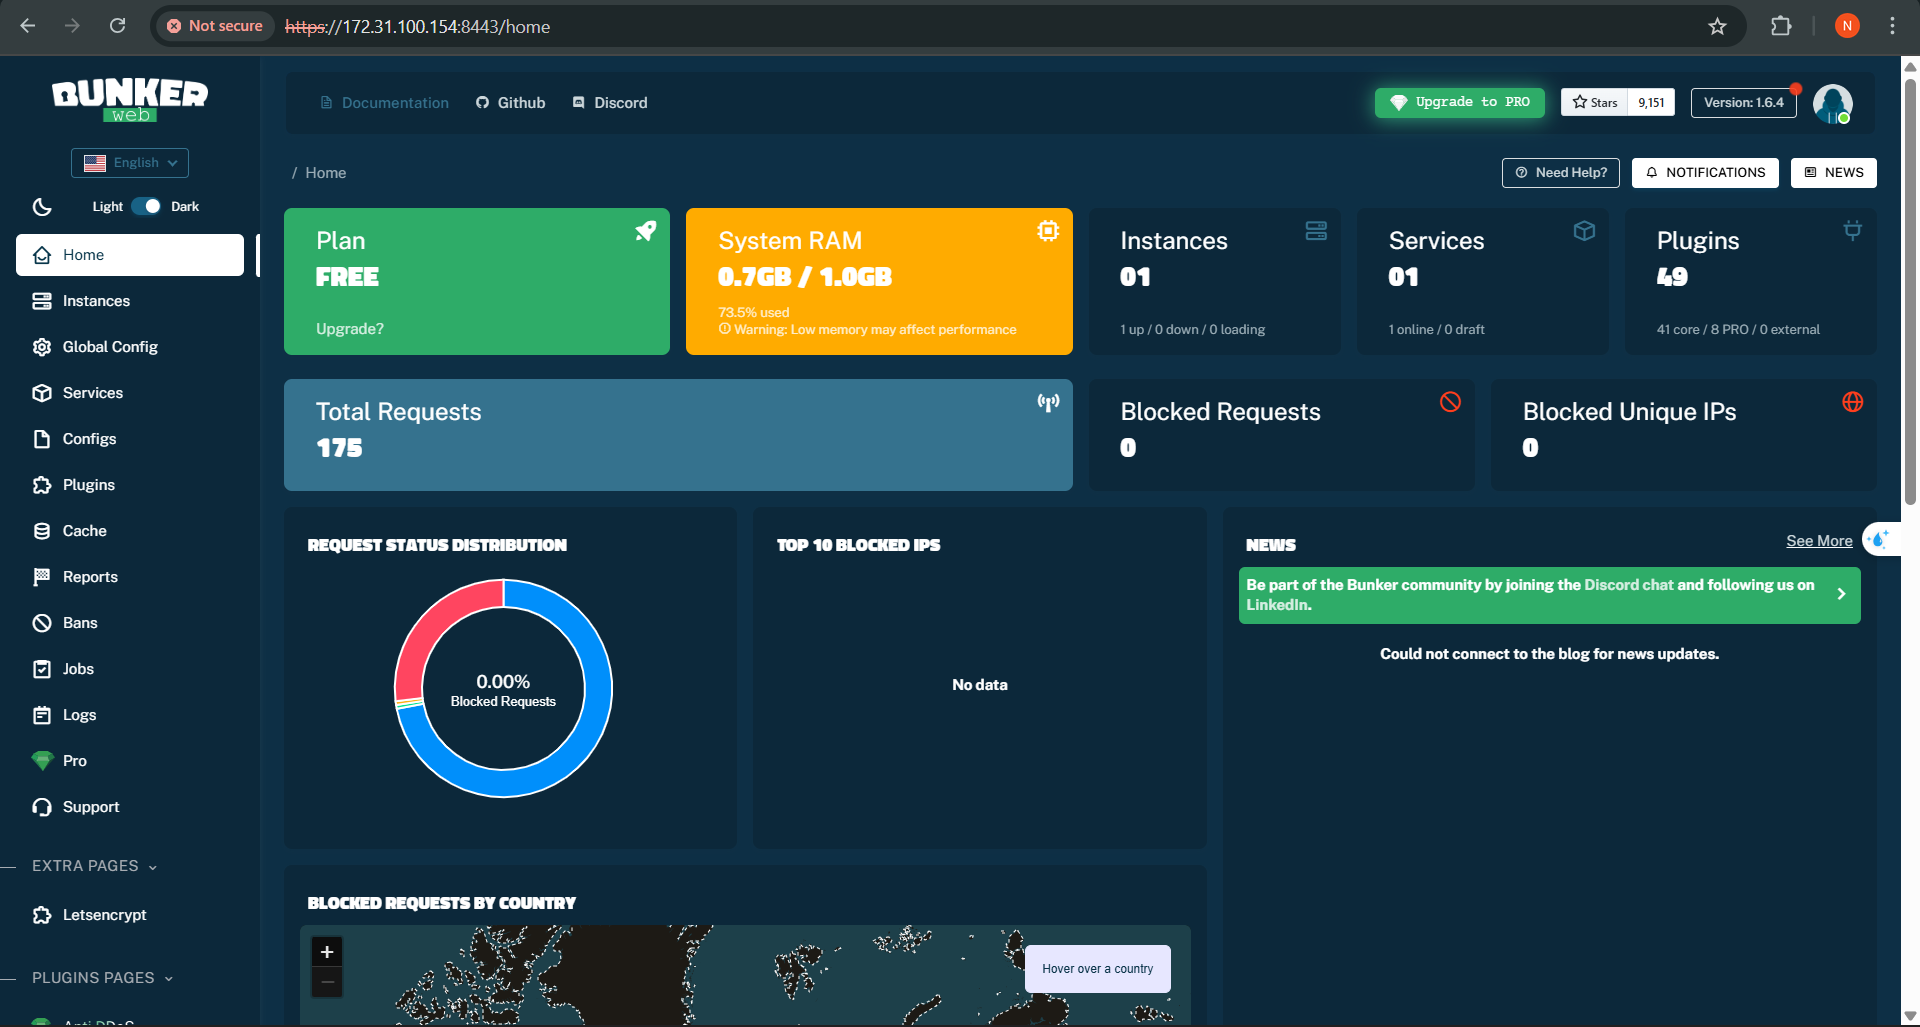 Not secure
https://172.31.100.154:8443/home
N
BUNKER
web
English
Light Dark
Home
Instances
Global Config
Services
Configs
Plugins
Cache
Reports
Bans
Jobs
Logs
Pro
Support
EXTRA PAGES
Letsencrypt
PLUGINS PAGES
Anti DDoS
Documentation Github Discord
Upgrade to PRO
Stars 9,151
Version: 1.6.4
/ Home
Need Help? NOTIFICATIONS NEWS
Plan
FREE
Upgrade?
System RAM
0.7GB / 1.0GB
73.5% used
Warning: Low memory may affect performance
Instances
01
1 up / 0 down / 0 loading
Services
01
1 online / 0 draft
Plugins
49
41 core / 8 PRO / 0 external
Total Requests
175
Blocked Requests
0
Blocked Unique IPs
0
REQUEST STATUS DISTRIBUTION
0.00%
Blocked Requests
TOP 10 BLOCKED IPS
No data
NEWS
See More
Be part of the Bunker community by joining the Discord chat and following us on
LinkedIn.
Could not connect to the blog for news updates.
BLOCKED REQUESTS BY COUNTRY
+
−
Hover over a country